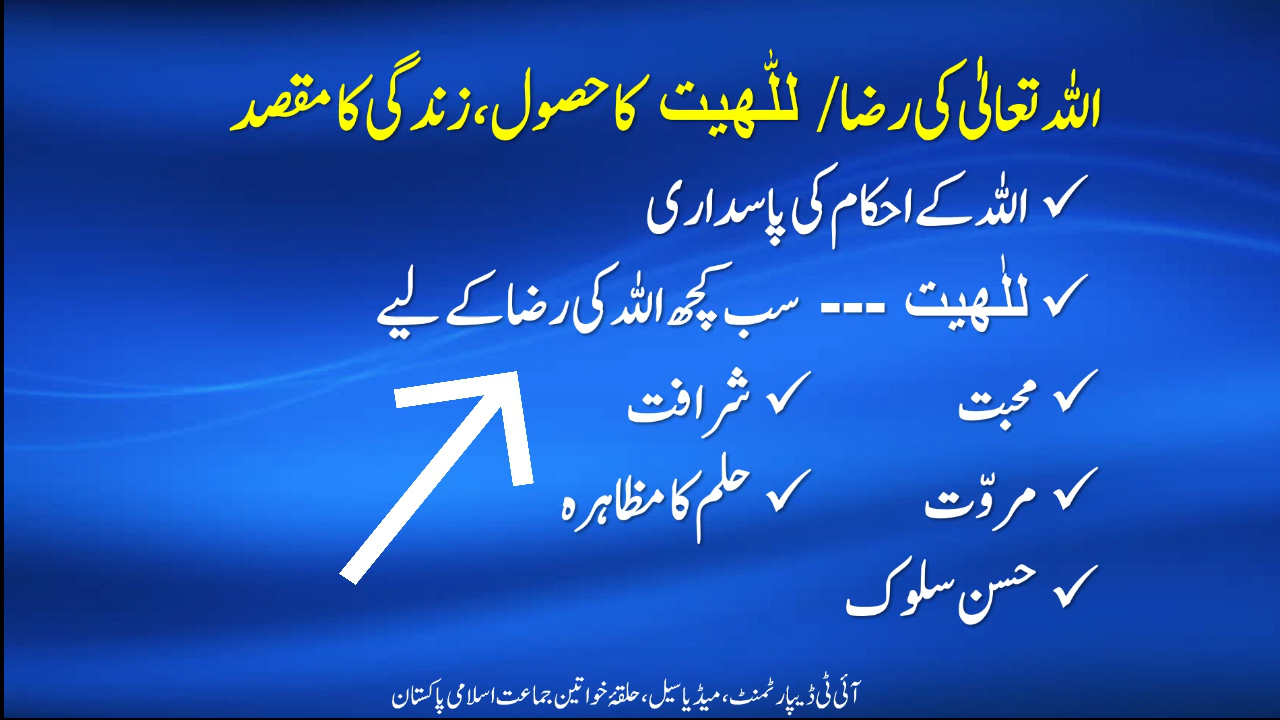 اللہ تعالیٰ کی رضا/ للّٰھیت کا حصول، زندگی کا مقصد
✓ اللہ کے احکام کی پاسداری
✓ للٰھیت --- سب کچھ اللہ کی رضا کے لیے
✓ محبت ✓ شرافت
✓ مروّت ✓ حلم کا مظاہرہ
✓ حسن سلوک
آئی ٹی ڈیپارٹمنٹ، میڈیا سیل، حلقۂ خواتین جماعت اسلامی پاکستان